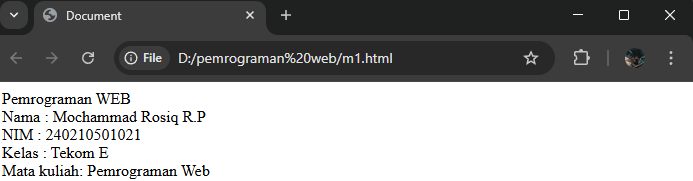 Document
File
D:/pemrograman%20web/m1.html
Pemrograman WEB
Nama : Mochammad Rosiq R.P
NIM : 240210501021
Kelas : Tekom E
Mata kuliah: Pemrograman Web